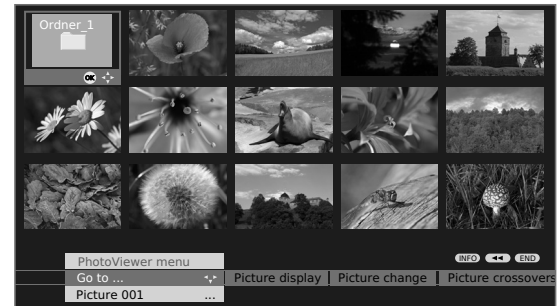 Ordner_1
OK
INFO ◄◄ END
PhotoViewer menu
Go to ... Picture display Picture change Picture crossovers
Picture 001 ...